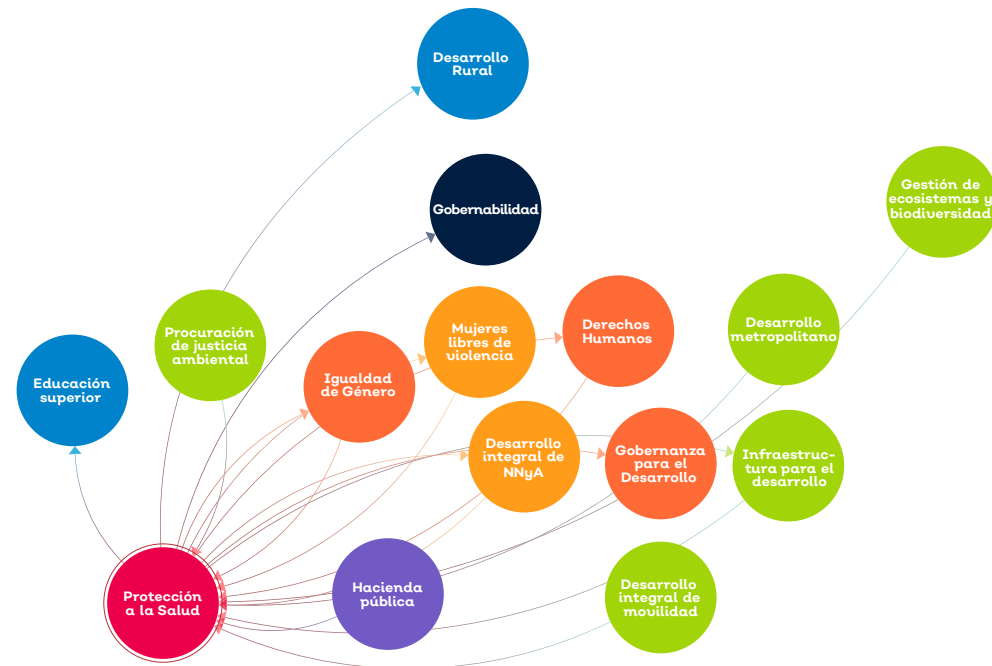 Desarrollo
Rural
Gobernabilidad
Gestión de
ecosistemas y
biodiversidad
Procuración
de justicia
ambiental
Mujeres
libres de
violencia
Derechos
Humanos
Desarrollo
metropolitano
Educación
superior
Igualdad
de Género
Desarrollo
integral de
NNyA
Gobernanza
para el
Desarrollo
Infraestruc-
tura para el
desarrollo
Protección
a la Salud
Hacienda
pública
Desarrollo
integral de
movilidad